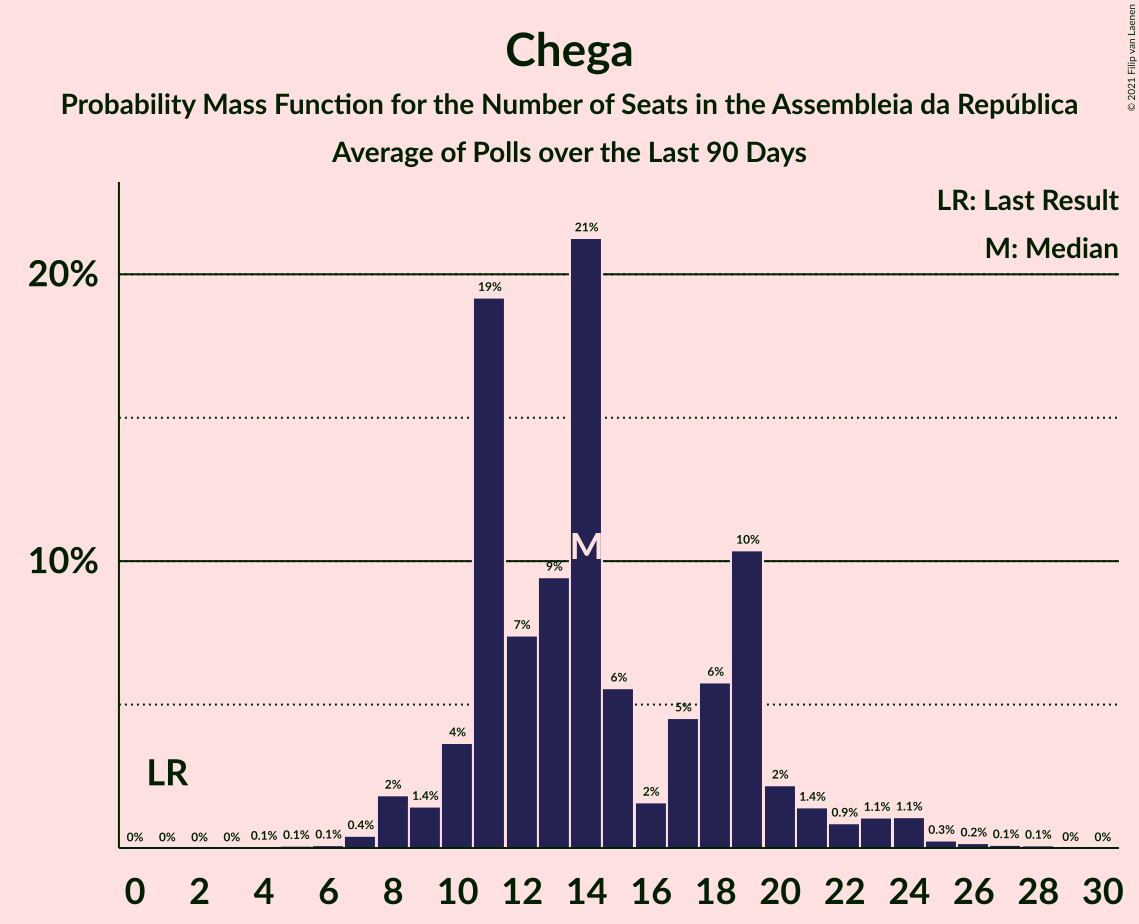 Chega
Probability Mass Function for the Number of Seats in the Assembleia da República
Average of Polls over the Last 90 Days
© 2021 Filip van Laenen
LR: Last Result
M: Median
20%
10%
LR
M
0% 0% 0% 0% 0.1% 0.1% 0.1% 0.4% 2% 1.4% 4% 19% 7% 9% 21% 6% 2% 5% 6% 10% 2% 1.4% 0.9% 1.1% 1.1% 0.3% 0.2% 0.1% 0.1% 0% 0%
0 2 4 6 8 10 12 14 16 18 20 22 24 26 28 30